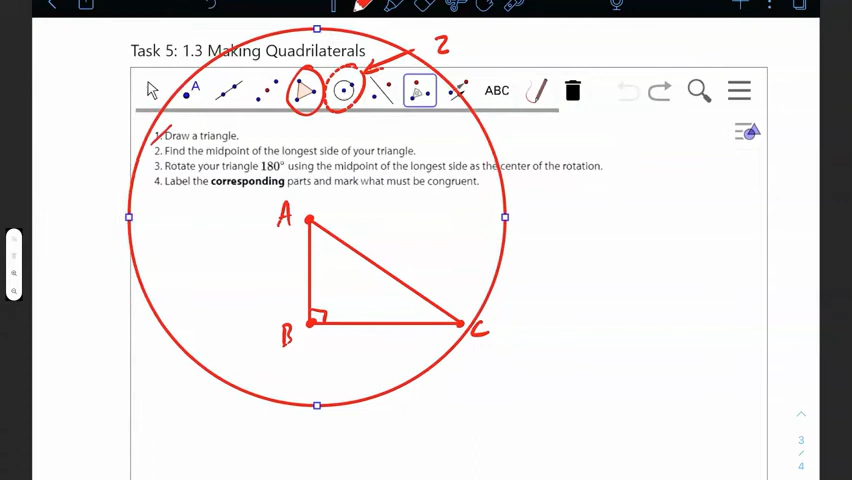 2
Task 5: 1.3 Making Quadrilaterals
A
ABC
1. Draw a triangle.
2. Find the midpoint of the longest side of your triangle.
3. Rotate your triangle 180° using the midpoint of the longest side as the center of the rotation.
4. Label the corresponding parts and mark what must be congruent.
A
B
C
3
/
4